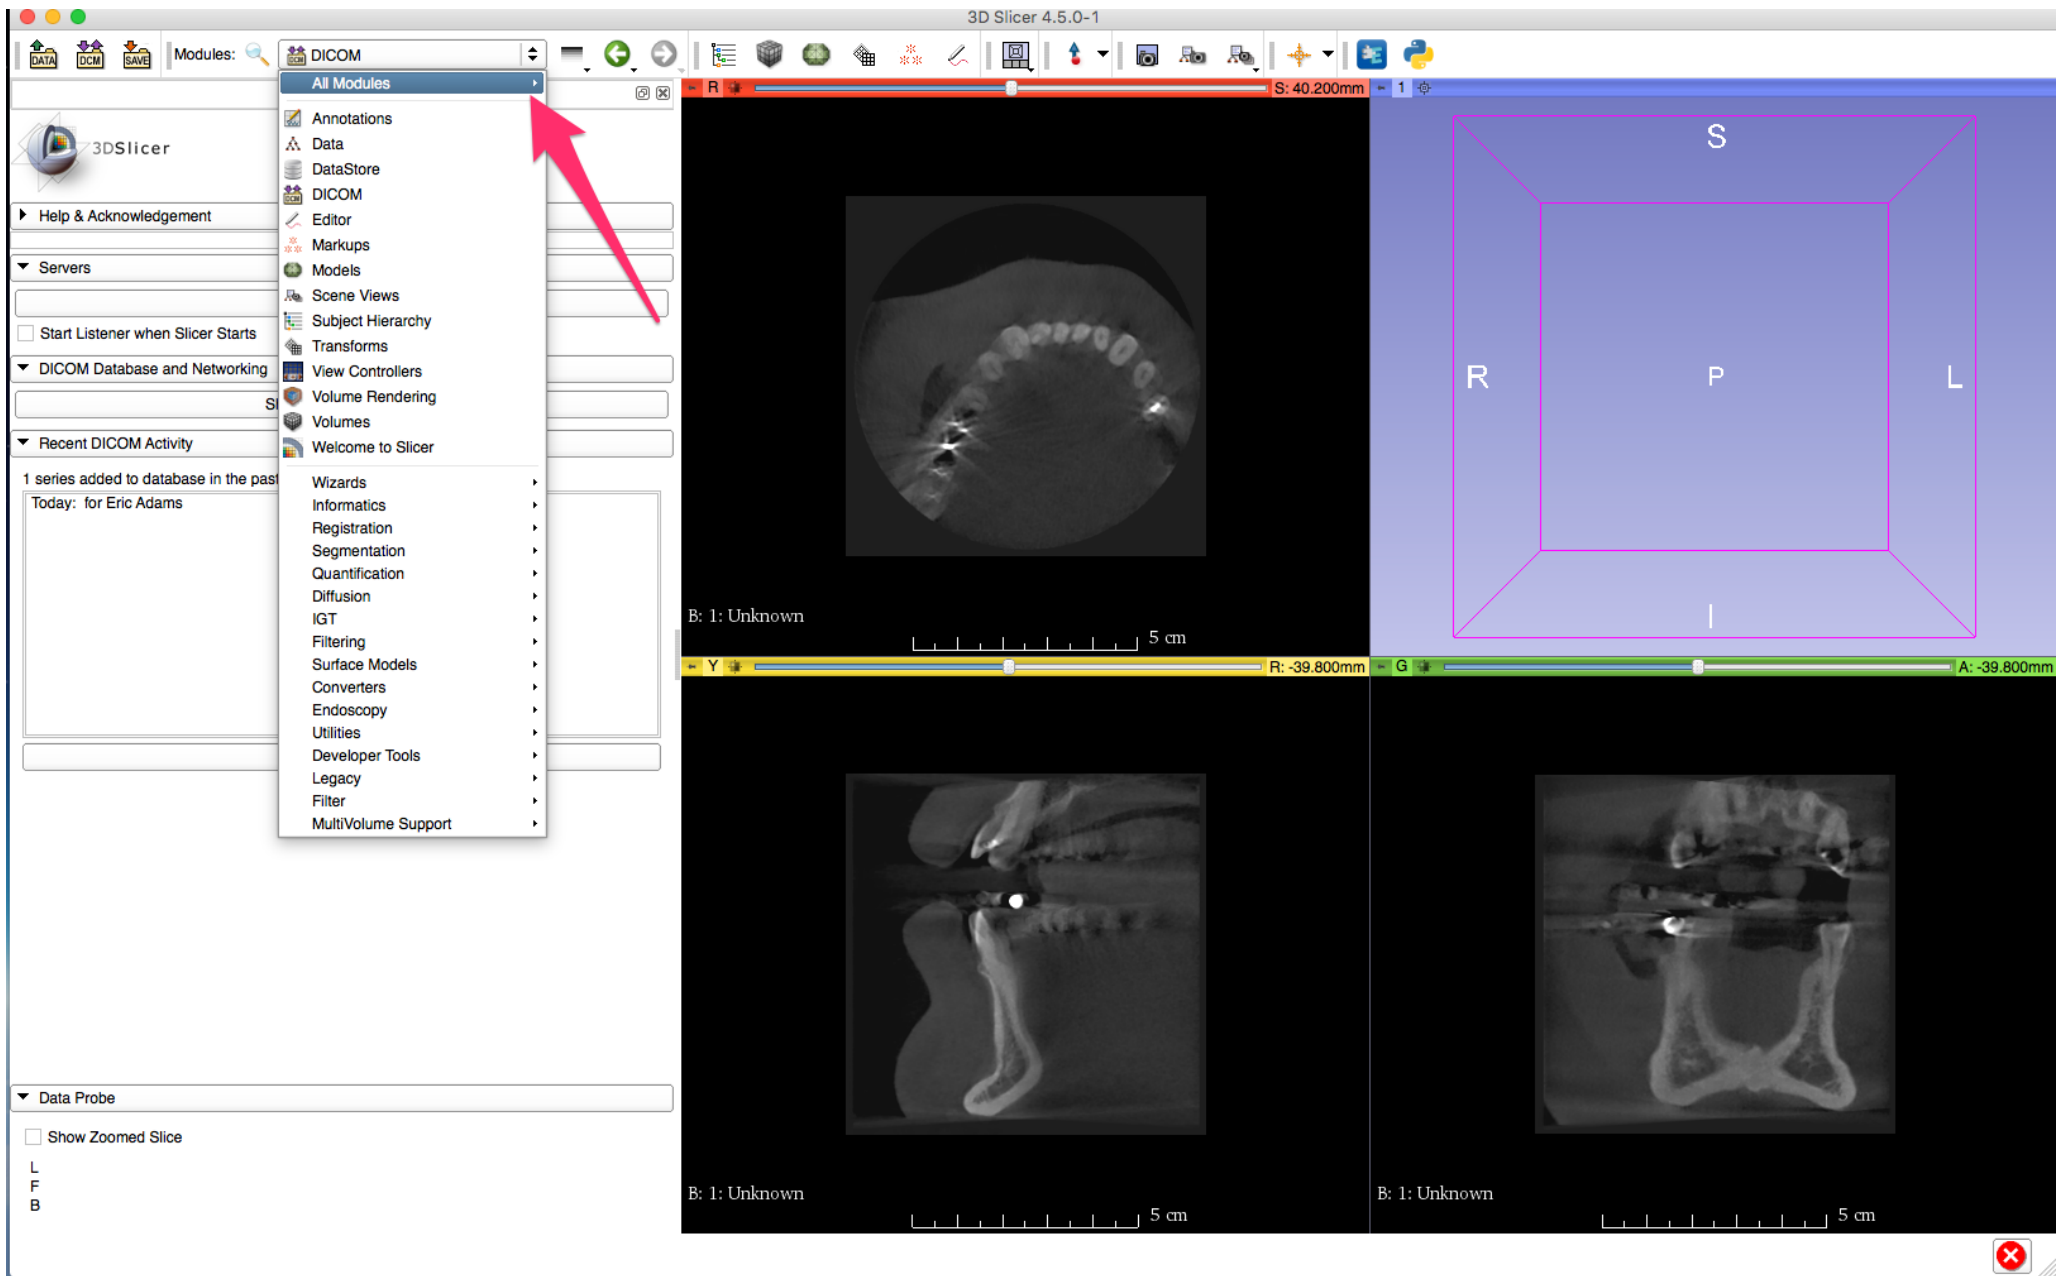 3D Slicer 4.5.0-1
DATA
DCM
SAVE
Modules:
DICOM
All Modules
Annotations
Data
DataStore
DICOM
Editor
Markups
Models
Scene Views
Subject Hierarchy
Transforms
View Controllers
Volume Rendering
Volumes
Welcome to Slicer
Wizards
Informatics
Registration
Segmentation
Quantification
Diffusion
IGT
Filtering
Surface Models
Converters
Endoscopy
Utilities
Developer Tools
Legacy
Filter
MultiVolume Support
3DSlicer
Help & Acknowledgement
Servers
Start Listener when Slicer Starts
DICOM Database and Networking
Recent DICOM Activity
1 series added to database in the past
Today: for Eric Adams
Data Probe
Show Zoomed Slice
L
F
B
R
S: 40.200mm
B: 1: Unknown
5 cm
1
S
R
P
L
I
Y
R: -39.800mm
B: 1: Unknown
5 cm
G
A: -39.800mm
B: 1: Unknown
5 cm